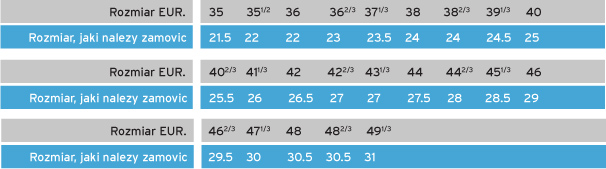 Rozmiar EUR. 35 35 1/2 36 36 2/3 37 1/3 38 38 2/3 39 1/3 40
Rozmiar, jaki nalezy zamovic 21.5 22 22 23 23.5 24 24 24.5 25
Rozmiar EUR. 40 2/3 41 1/3 42 42 2/3 43 1/3 44 44 2/3 45 1/3 46
Rozmiar, jaki nalezy zamovic 25.5 26 26.5 27 27 27.5 28 28.5 29
Rozmiar EUR. 46 2/3 47 1/3 48 48 2/3 49 1/3
Rozmiar, jaki nalezy zamovic 29.5 30 30.5 30.5 31